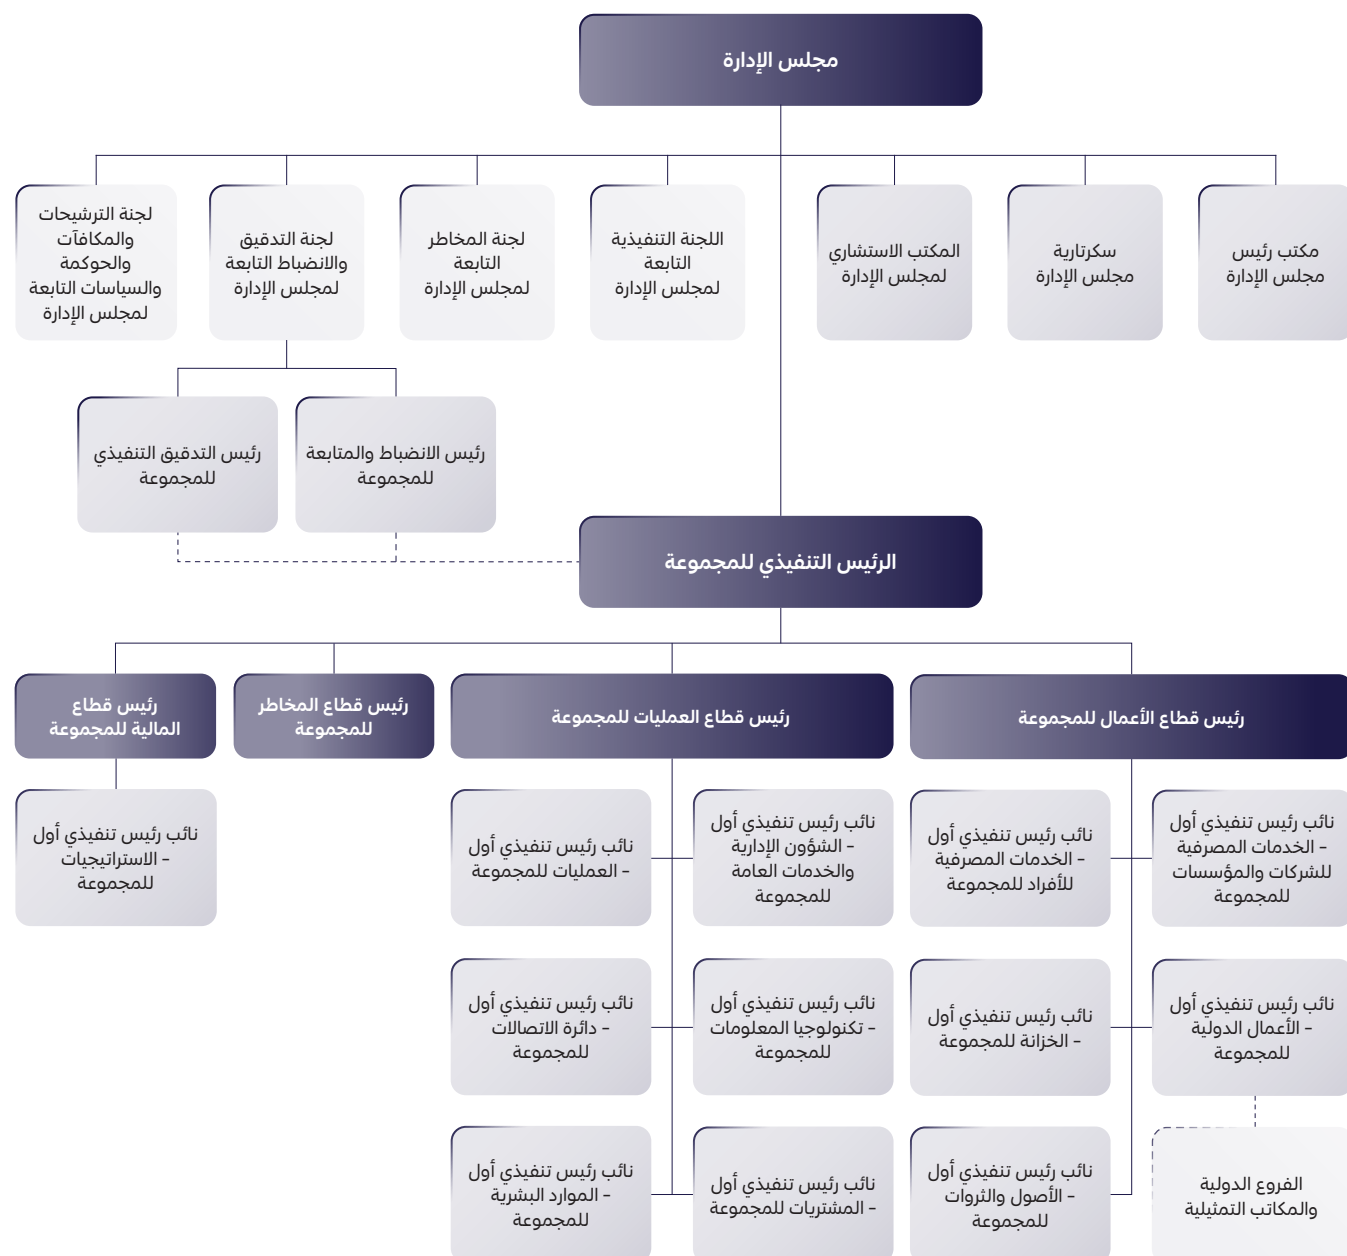 مجلس الإدارة
مكتب رئيس
مجلس الإدارة
سكرتارية
مجلس الإدارة
المكتب الاستشاري
لمجلس الإدارة
اللجنة التنفيذية
التابعة
لمجلس الإدارة
لجنة المخاطر
التابعة
لمجلس الإدارة
لجنة التدقيق
والانضباط التابعة
لمجلس الإدارة
لجنة الترشيحات
والمكافآت
والحوكمة
والسياسات التابعة
لمجلس الإدارة
رئيس الانضباط والمتابعة
للمجموعة
رئيس التدقيق التنفيذي
للمجموعة
الرئيس التنفيذي للمجموعة
رئيس قطاع الأعمال للمجموعة
رئيس قطاع العمليات للمجموعة
رئيس قطاع المخاطر
للمجموعة
رئيس قطاع
المالية للمجموعة
نائب رئيس تنفيذي أول
- الخدمات المصرفية
للشركات والمؤسسات
للمجموعة
نائب رئيس تنفيذي أول
- الخدمات المصرفية
للأفراد للمجموعة
نائب رئيس تنفيذي أول
- الشؤون الإدارية
والخدمات العامة
للمجموعة
نائب رئيس تنفيذي أول
- العمليات للمجموعة
نائب رئيس تنفيذي أول
- الاستراتيجيات
للمجموعة
نائب رئيس تنفيذي أول
- الأعمال الدولية
للمجموعة
نائب رئيس تنفيذي أول
- الخزانة للمجموعة
نائب رئيس تنفيذي أول
- تكنولوجيا المعلومات
للمجموعة
نائب رئيس تنفيذي أول
- دائرة الاتصالات
للمجموعة
الفروع الدولية
والمكاتب التمثيلية
نائب رئيس تنفيذي أول
- الأصول والثروات
للمجموعة
نائب رئيس تنفيذي أول
- المشتريات للمجموعة
نائب رئيس تنفيذي أول
- الموارد البشرية
للمجموعة